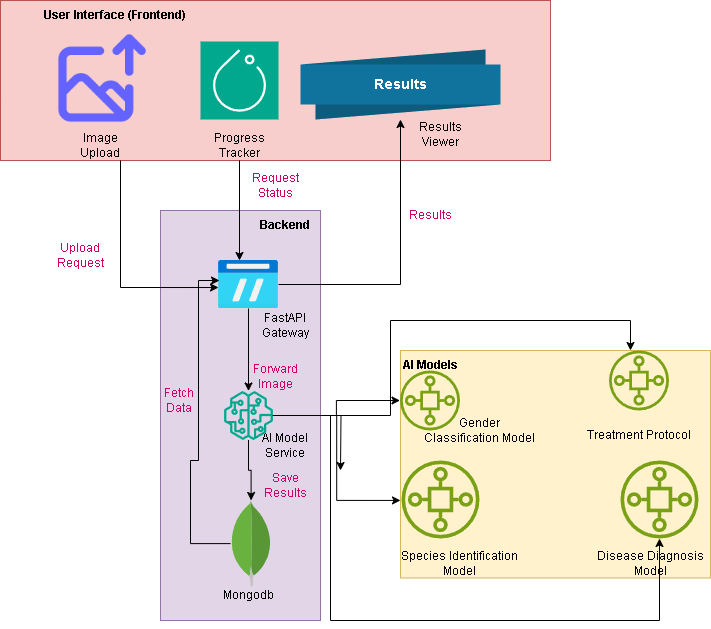 User Interface (Frontend)
Results
Image
Upload
Progress
Tracker
Results
Viewer
Request
Status
Results
Upload
Request
Backend
FastAPI
Gateway
Forward
Image
Fetch
Data
AI Model
Service
Save
Results
Mongodb
AI Models
Gender
Classification Model
Treatment Protocol
Species Identification
Model
Disease Diagnosis
Model